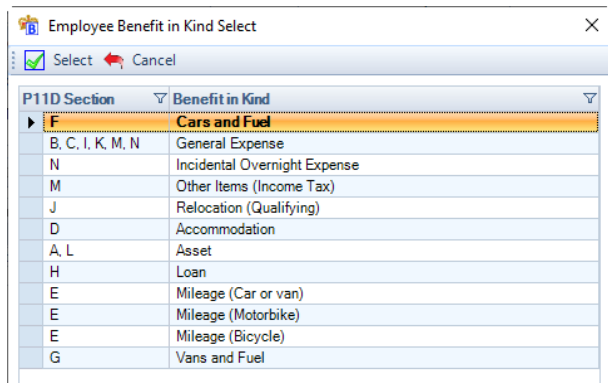 Employee Benefit in Kind Select
Select Cancel
P11D Section Benefit in Kind
F Cars and Fuel
B, C, I, K, M, N General Expense
N Incidental Overnight Expense
M Other Items (Income Tax)
J Relocation (Qualifying)
D Accommodation
A, L Asset
H Loan
E Mileage (Car or van)
E Mileage (Motorbike)
E Mileage (Bicycle)
G Vans and Fuel